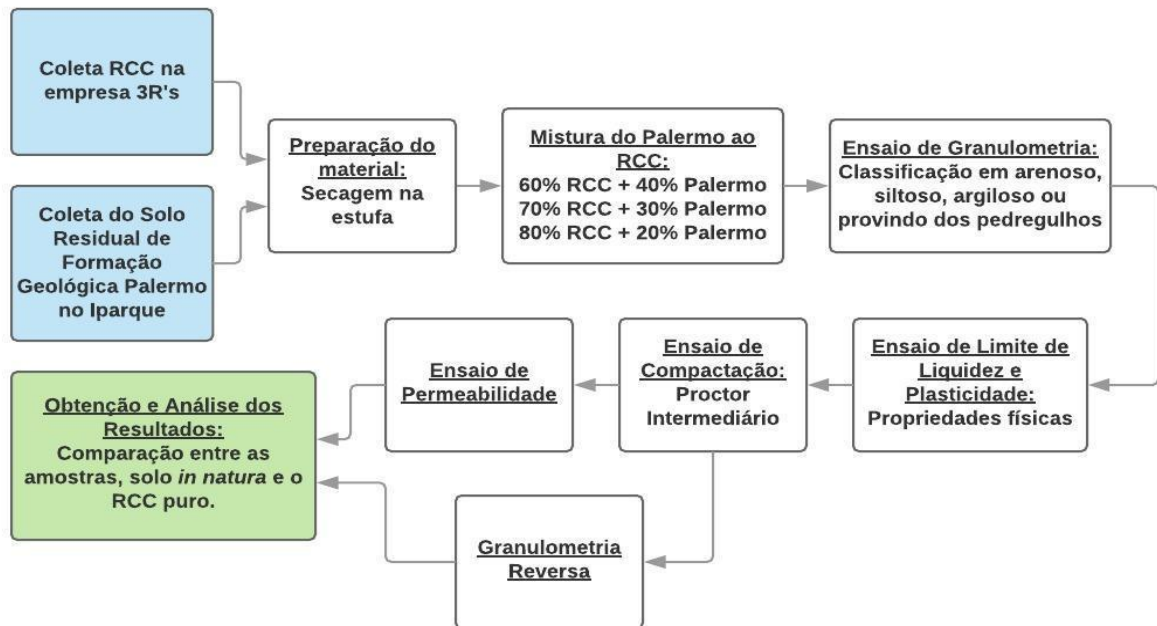 Coleta RCC na
empresa 3R's
Coleta do Solo
Residual de
Formação
Geológica Palermo
no Iparque
Preparação do
material:
Secagem na
estufa
Mistura do Palermo ao
RCC:
60% RCC + 40% Palermo
70% RCC + 30% Palermo
80% RCC + 20% Palermo
Ensaio de Granulometria:
Classificação em arenoso,
siltoso, argiloso ou
provindo dos pedregulhos
Ensaio de Limite de
Liquidez e
Plasticidade:
Propriedades físicas
Ensaio de
Compactação:
Proctor
Intermediário
Ensaio de
Permeabilidade
Granulometria
Reversa
Obtenção e Análise dos
Resultados:
Comparação entre as
amostras, solo in natura e o
RCC puro.